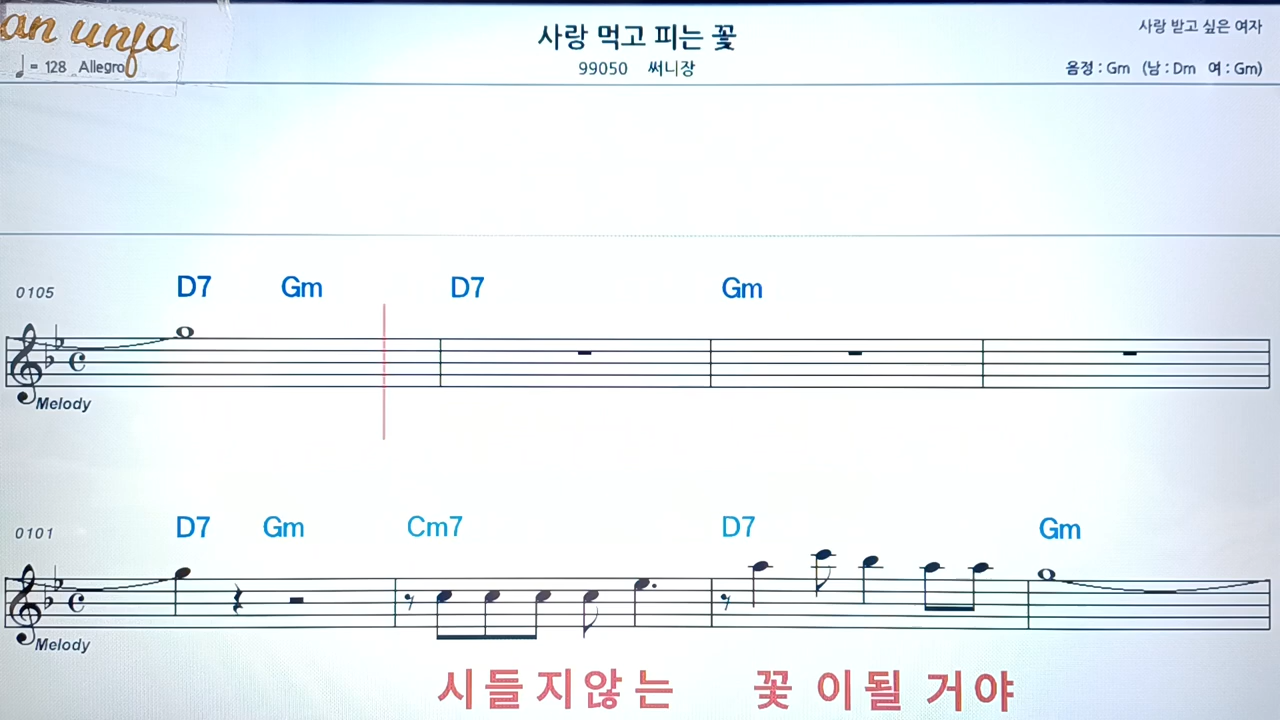 an unja
사랑 먹고 피는 꽃
사랑 받고 싶은 여자
♩ = 128 Allegro
99050 써니장
음정 : Gm (남 : Dm 여 : Gm)
0105 D7 Gm D7 Gm
Melody
0101 D7 Gm Cm7 D7 Gm
Melody
시들지않는 꽃 이될 거야